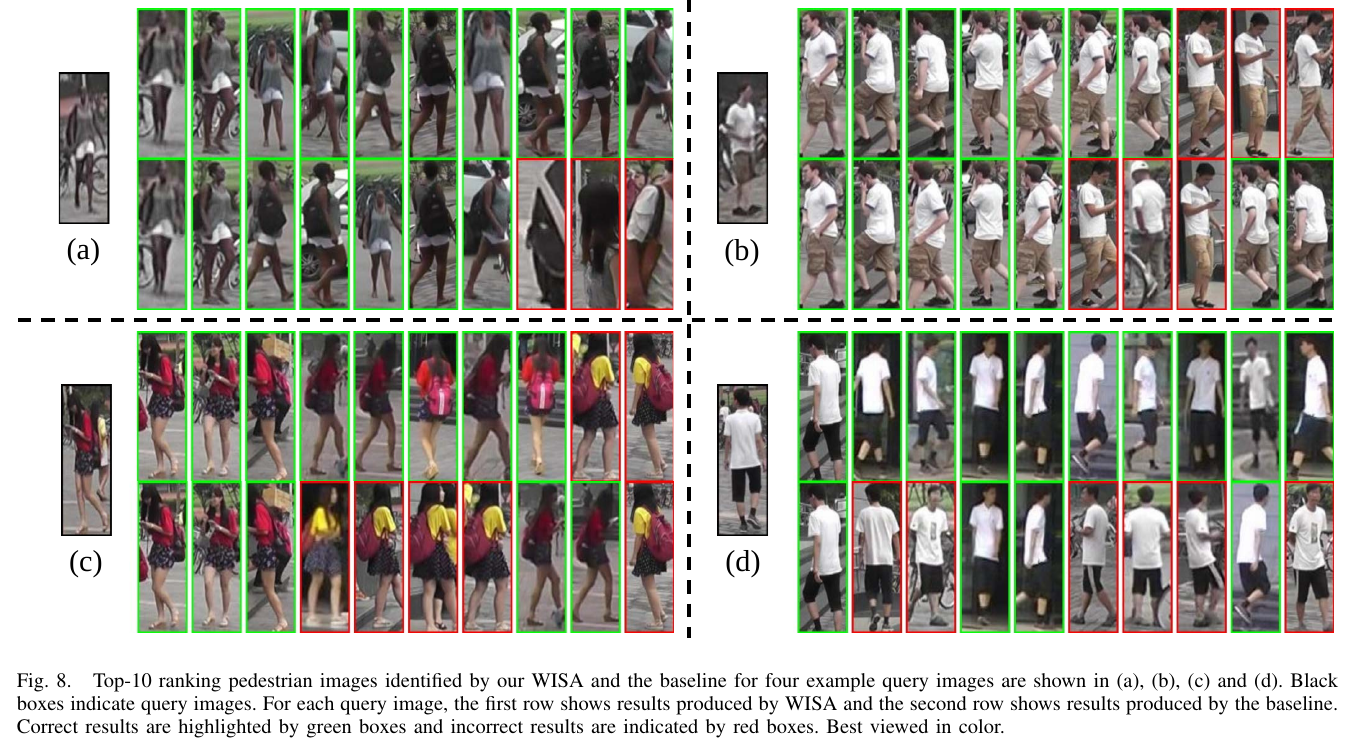 (a)
(b)
(c)
(d)
Fig. 8. Top-10 ranking pedestrian images identified by our WISA and the baseline for four example query images are shown in (a), (b), (c) and (d). Black
boxes indicate query images. For each query image, the first row shows results produced by WISA and the second row shows results produced by the baseline.
Correct results are highlighted by green boxes and incorrect results are indicated by red boxes. Best viewed in color.